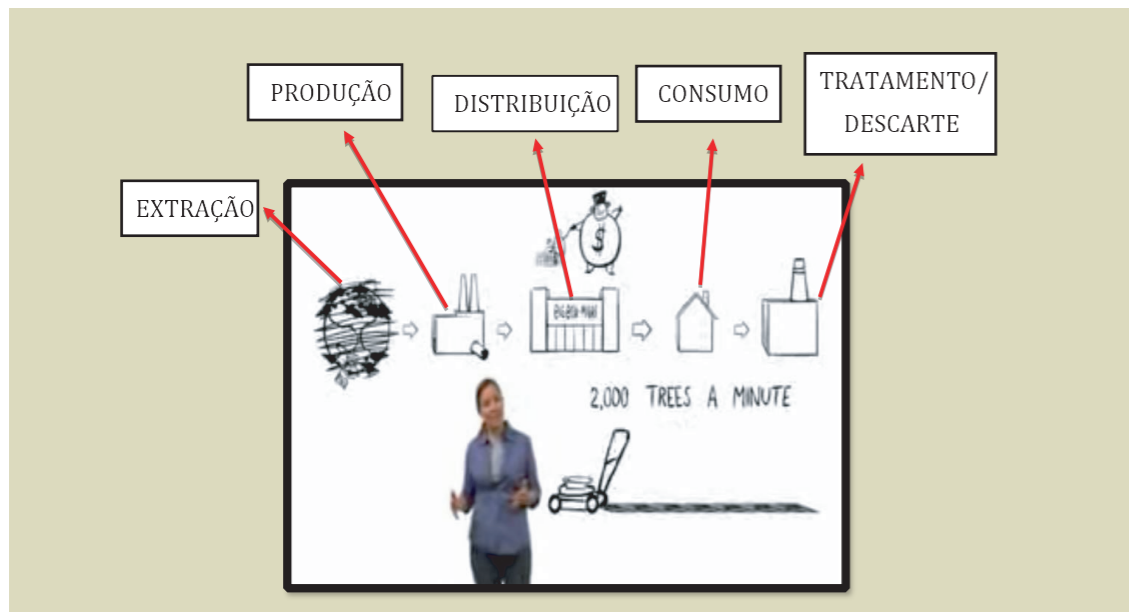 PRODUÇÃO
DISTRIBUIÇÃO
CONSUMO
TRATAMENTO/
DESCARTE
EXTRAÇÃO
$
2,000 TREES A MINUTE